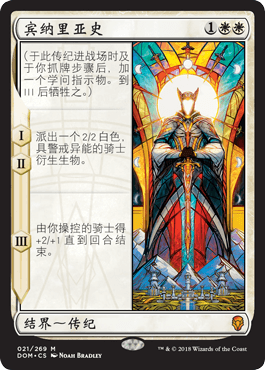 宾纳里亚史 1
（于此传纪进战场时及
于你抓牌步骤后，加
一个学问指示物。到
III 后牺牲之。）
I
派出一个 2/2 白色，
II
具警戒异能的骑士
衍生生物。
由你操控的骑士得
III
+2/+1 直到回合结
束。
结界～传纪
021/269 M
DOM • CS Noah Bradley
™ & © 2018 Wizards of the Coast